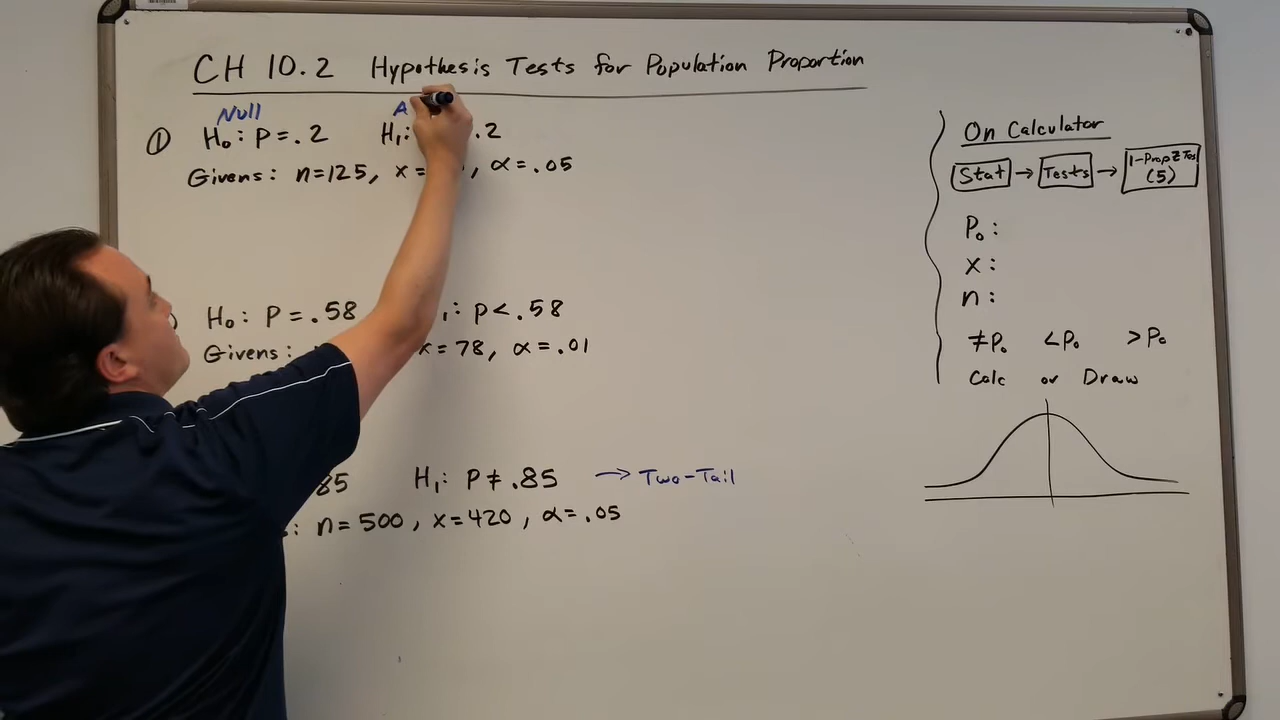 CH 10.2 Hypothesis Tests for Population Proportion
Null A
① H₀: P = .2 H₁: .2
Givens: n=125, x= , α=.05
H₀: P = .58 ₁: p < .58
Givens: x=78, α=.01
85 H₁: P ≠ .85 → Two-Tail
: n=500, x=420, α=.05
On Calculator
Stat → Tests → 1-PropZTes
(5)
P₀:
x:
n:
≠P₀ <P₀ >P₀
Calc or Draw